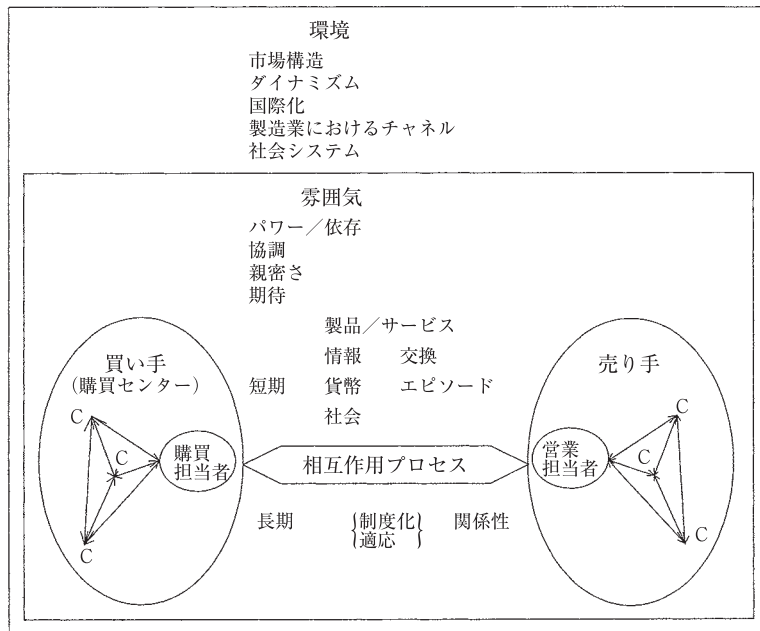 環境
市場構造
ダイナミズム
国際化
製造業におけるチャネル
社会システム
雰囲気
パワー/依存
協調
親密さ
期待
製品/サービス
情報 交換
短期 貨幣 エピソード
社会
買い手
(購買センター)
C
C
C
購買
担当者
相互作用プロセス
売り手
営業
担当者
C
C
C
長期 {制度化} 関係性
{適応}